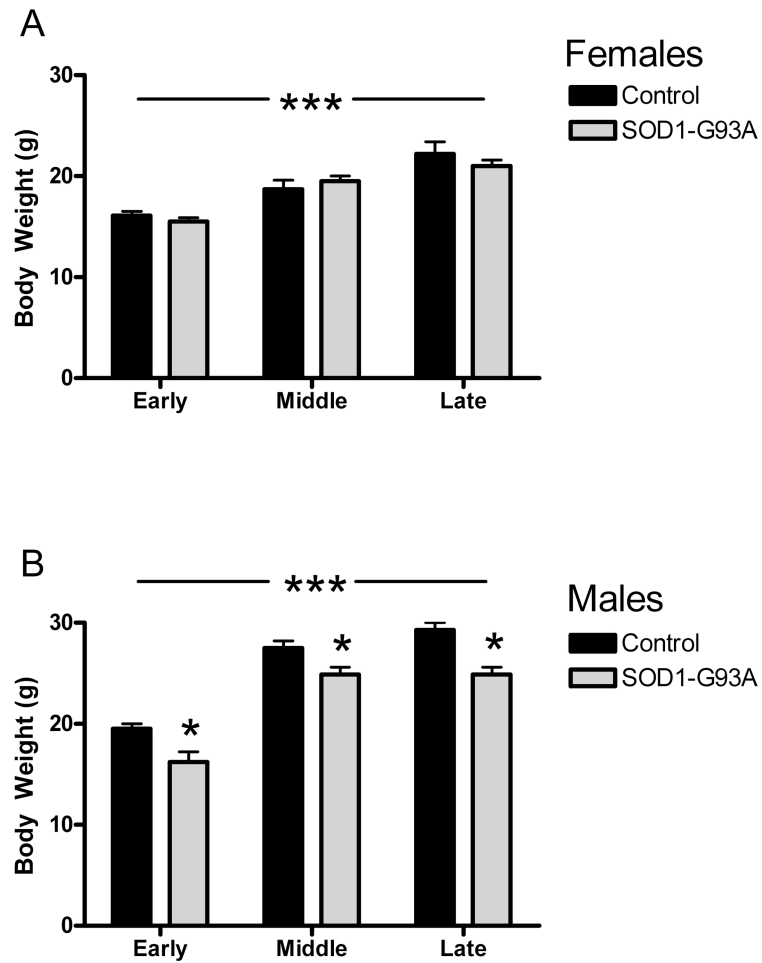 A
Females
Control
SOD1-G93A
***
30
20
10
0
Body Weight (g)
Early Middle Late
B
Males
Control
SOD1-G93A
***
* * *
30
20
10
0
Body Weight (g)
Early Middle Late